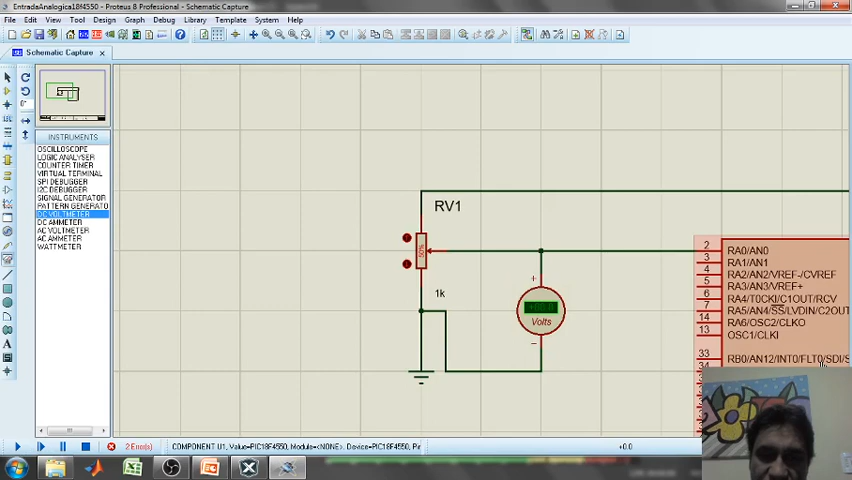 EntradaAnalogica18f4550 - Proteus 8 Professional - Schematic Capture
File Edit View Tool Design Graph Debug Library Template System Help
Schematic Capture
INSTRUMENTS
OSCILLOSCOPE
LOGIC ANALYSER
COUNTER TIMER
VIRTUAL TERMINAL
SPI DEBUGGER
I2C DEBUGGER
SIGNAL GENERATOR
PATTERN GENERATO
DC VOLTMETER
DC AMMETER
AC VOLTMETER
AC AMMETER
WATTMETER
RV1
50%
1k
+
Volts
−
2 RA0/AN0
3 RA1/AN1
4 RA2/AN2/VREF-/CVREF
5 RA3/AN3/VREF+
6 RA4/T0CKI/C1OUT/RCV
7 RA5/AN4/SS/LVDIN/C2OU
14 RA6/OSC2/CLKO
13 OSC1/CLKI
33 RB0/AN12/INT0/FLT0/SDI/S
34
2 Error(s)
COMPONENT U1, Value=PIC18F4550, Module=<NONE>, Device=PIC18F4550, Pi
+0.0